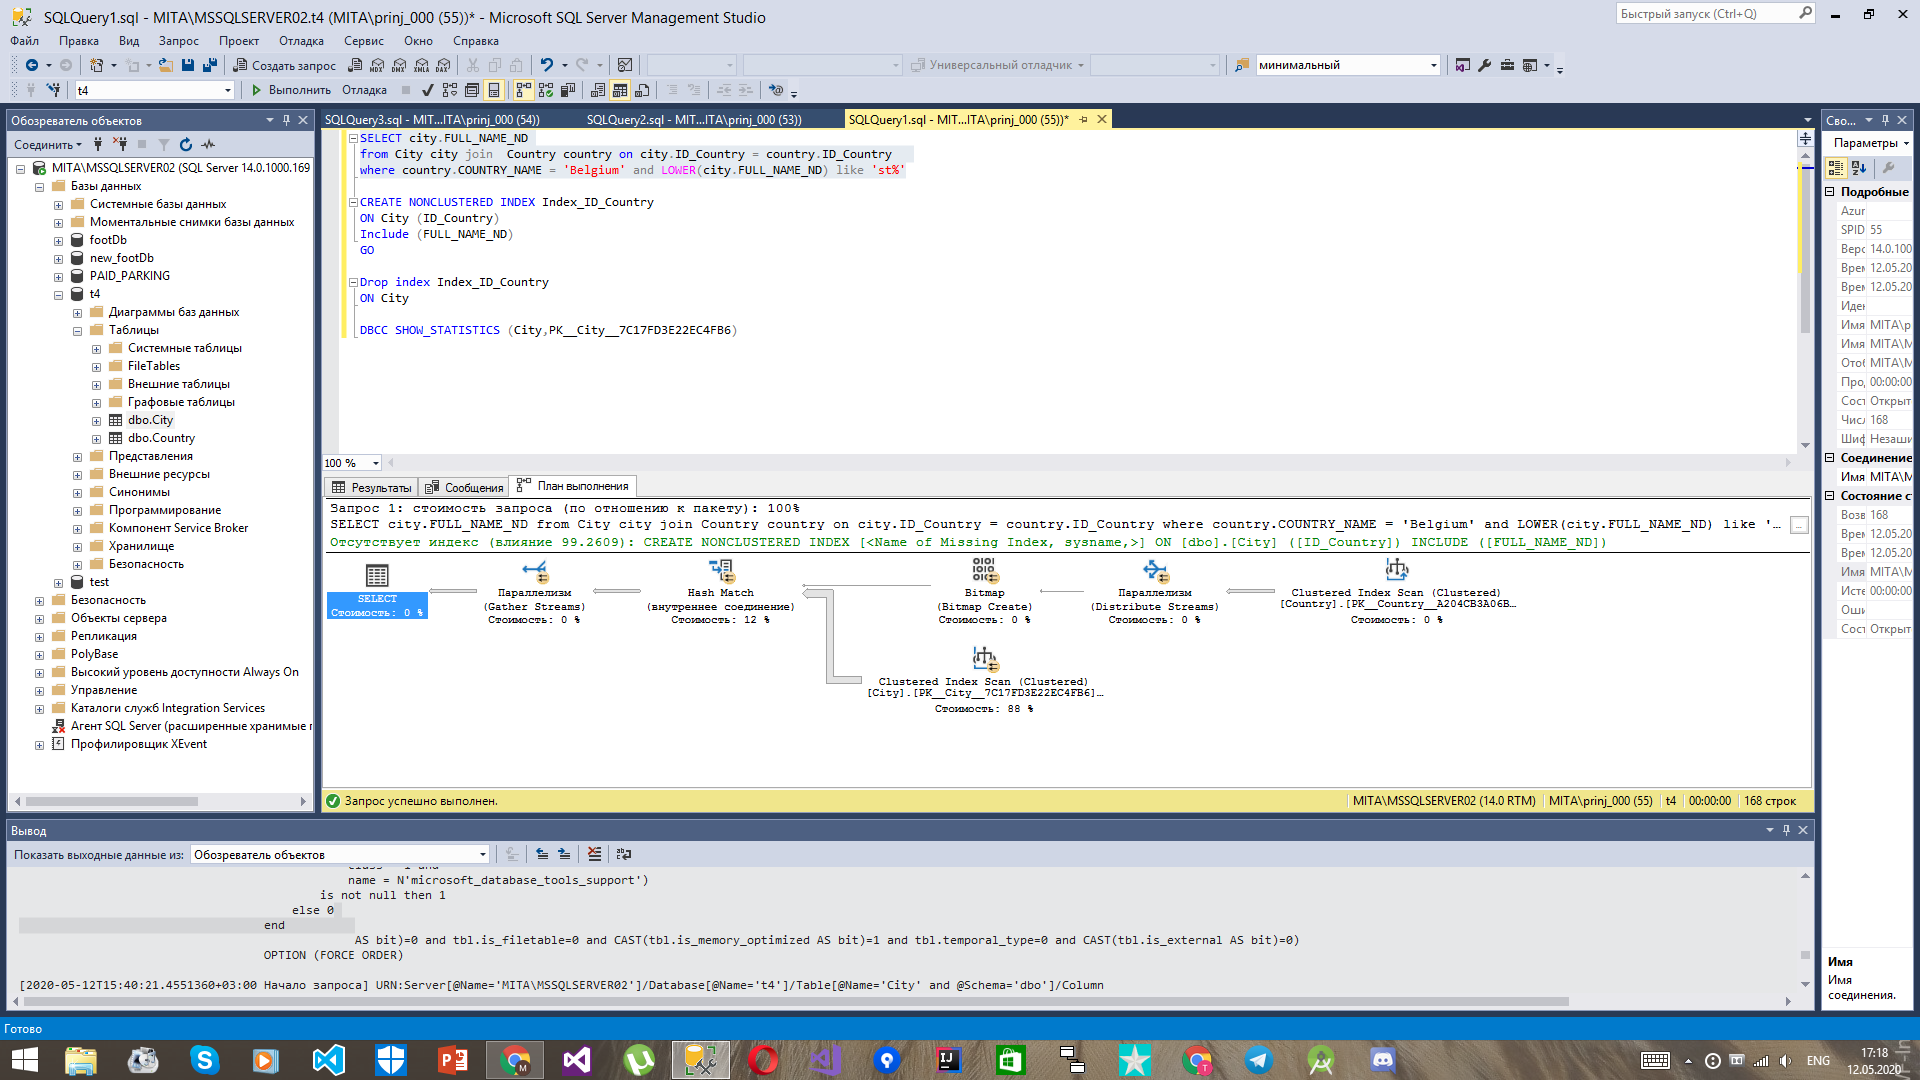 SQLQuery1.sql - MITA\MSSQLSERVER02.t4 (MITA\prinj_000 (55))* - Microsoft SQL Server Management Studio
Быстрый запуск (Ctrl+Q)
Файл Правка Вид Запрос Проект Отладка Сервис Окно Справка
Создать запрос MDX DMX XMLA DAX Универсальный отладчик минимальный
t4 Выполнить Отладка
Обозреватель объектов
Соединить
MITA\MSSQLSERVER02 (SQL Server 14.0.1000.169
Базы данных
Системные базы данных
Моментальные снимки базы данных
footDb
new_footDb
PAID_PARKING
t4
Диаграммы баз данных
Таблицы
Системные таблицы
FileTables
Внешние таблицы
Графовые таблицы
dbo.City
dbo.Country
Представления
Внешние ресурсы
Синонимы
Программирование
Компонент Service Broker
Хранилище
Безопасность
test
Безопасность
Объекты сервера
Репликация
PolyBase
Высокий уровень доступности Always On
Управление
Каталоги служб Integration Services
Агент SQL Server (расширенные хранимые
Профилировщик XEvent
SQLQuery3.sql - MIT...ITA\prinj_000 (54)) SQLQuery2.sql - MIT...ITA\prinj_000 (53)) SQLQuery1.sql - MIT...ITA\prinj_000 (55))*
SELECT city.FULL_NAME_ND
from City city join Country country on city.ID_Country = country.ID_Country
where country.COUNTRY_NAME = 'Belgium' and LOWER(city.FULL_NAME_ND) like 'st%'
CREATE NONCLUSTERED INDEX Index_ID_Country
ON City (ID_Country)
Include (FULL_NAME_ND)
GO
Drop index Index_ID_Country
ON City
DBCC SHOW_STATISTICS (City,PK__City__7C17FD3E22EC4FB6)
100 %
Результаты Сообщения План выполнения
Запрос 1: стоимость запроса (по отношению к пакету): 100%
SELECT city.FULL_NAME_ND from City city join Country country on city.ID_Country = country.ID_Country where country.COUNTRY_NAME = 'Belgium' and LOWER(city.FULL_NAME_ND) like '... ...
Отсутствует индекс (влияние 99.2609): CREATE NONCLUSTERED INDEX [<Name of Missing Index, sysname,>] ON [dbo].[City] ([ID_Country]) INCLUDE ([FULL_NAME_ND])
SELECT
Стоимость: 0 %
Параллелизм
(Gather Streams)
Стоимость: 0 %
Hash Match
(внутреннее соединение)
Стоимость: 12 %
Bitmap
(Bitmap Create)
Стоимость: 0 %
Параллелизм
(Distribute Streams)
Стоимость: 0 %
Clustered Index Scan (Clustered)
[Country].[PK__Country__A204CB3A06B...
Стоимость: 0 %
Clustered Index Scan (Clustered)
[City].[PK__City__7C17FD3E22EC4FB6]...
Стоимость: 88 %
Запрос успешно выполнен. MITA\MSSQLSERVER02 (14.0 RTM) MITA\prinj_000 (55) t4 00:00:00 168 строк
Сво...
Параметры
Подробные
Azur
SPID 55
Верс 14.0.100
Врем 12.05.20
Врем 12.05.20
Иден
Имя MITA\p
Имя MITA\M
Отоб MITA\M
Про, 00:00:00
Сост Открыт
Числ 168
Шиф Незаши
Соединение
Имя MITA\M
Состояние с
Возв 168
Врем 12.05.20
Врем 12.05.20
Имя MITA\M
Исте 00:00:00
Оши
Сост Открыт
Имя
Имя
соединения.
Вывод
Показать выходные данные из: Обозреватель объектов
name = N'microsoft_database_tools_support')
is not null then 1
else 0
end
AS bit)=0 and tbl.is_filetable=0 and CAST(tbl.is_memory_optimized AS bit)=1 and tbl.temporal_type=0 and CAST(tbl.is_external AS bit)=0)
OPTION (FORCE ORDER)
[2020-05-12T15:40:21.4551360+03:00 Начало запроса] URN:Server[@Name='MITA\MSSQLSERVER02']/Database[@Name='t4']/Table[@Name='City' and @Schema='dbo']/Column
Готово
ENG
17:18
12.05.2020